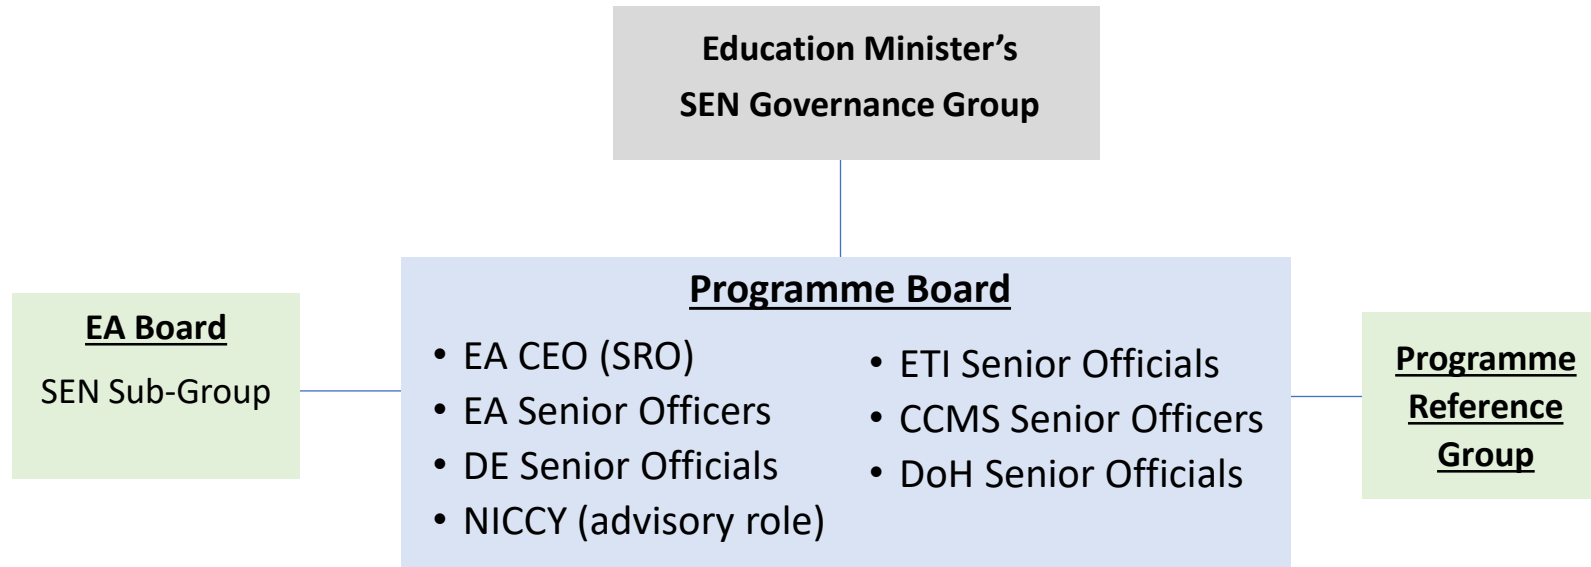 Education Minister’s
SEN Governance Group
EA Board
SEN Sub-Group
Programme Board
• EA CEO (SRO)
• EA Senior Officers
• DE Senior Officials
• NICCY (advisory role)
• ETI Senior Officials
• CCMS Senior Officers
• DoH Senior Officials
Programme
Reference
Group